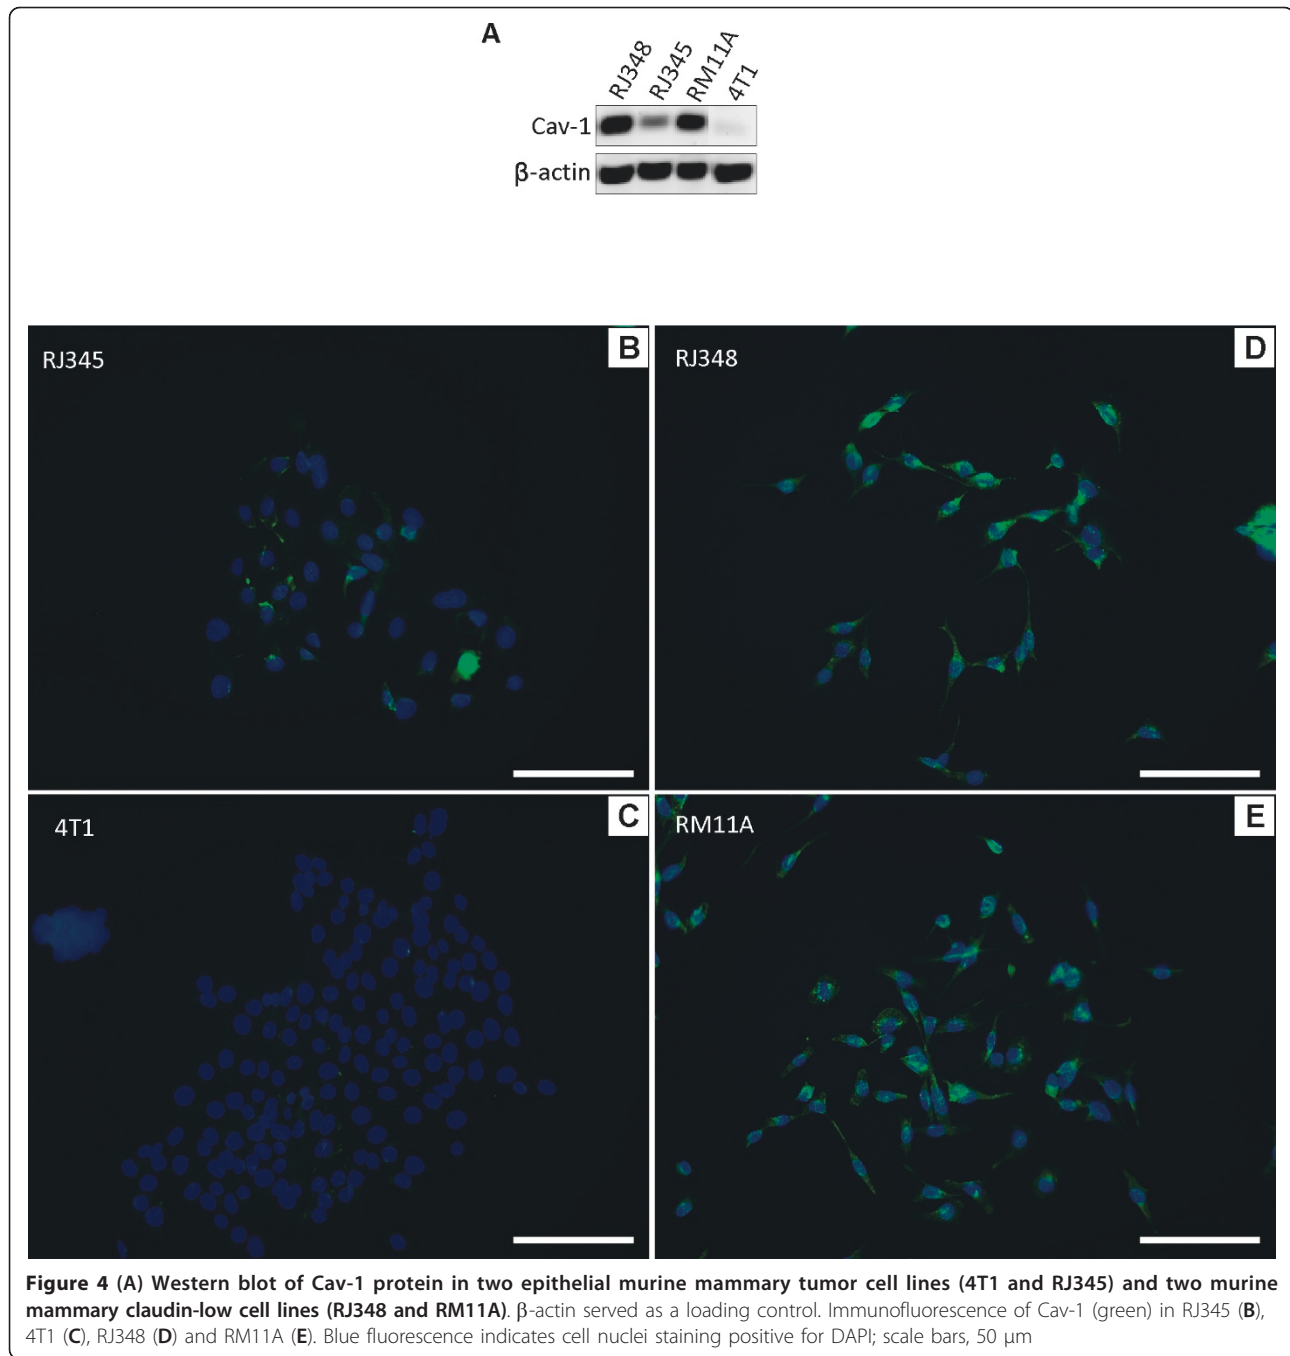 A
RJ348
RJ345
RM11A
4T1
Cav-1
β-actin
RJ345
B
RJ348
D
4T1
C
RM11A
E
Figure 4 (A) Western blot of Cav-1 protein in two epithelial murine mammary tumor cell lines (4T1 and RJ345) and two murine
mammary claudin-low cell lines (RJ348 and RM11A). β-actin served as a loading control. Immunofluorescence of Cav-1 (green) in RJ345 (B),
4T1 (C), RJ348 (D) and RM11A (E). Blue fluorescence indicates cell nuclei staining positive for DAPI; scale bars, 50 μm